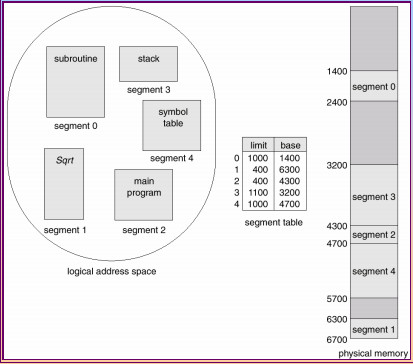 subroutine
segment 0
stack
segment 3
symbol
table
segment 4
Sqrt
segment 1
main
program
segment 2
logical address space
limit base
0 1000 1400
1 400 6300
2 400 4300
3 1100 3200
4 1000 4700
segment table
1400
segment 0
2400
3200
segment 3
4300
segment 2
4700
segment 4
5700
6300
segment 1
6700
physical memory